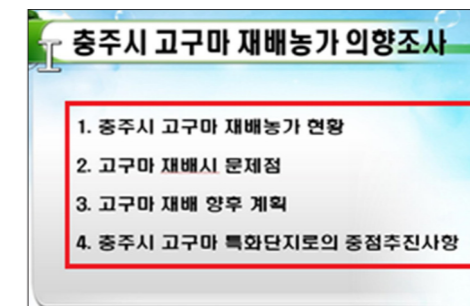 충주시 고구마 재배농가 의향조사
1. 충주시 고구마 재배농가 현황
2. 고구마 재배시 문제점
3. 고구마 재배 향후 계획
4. 충주시 고구마 특화단지로의 중점추진사항